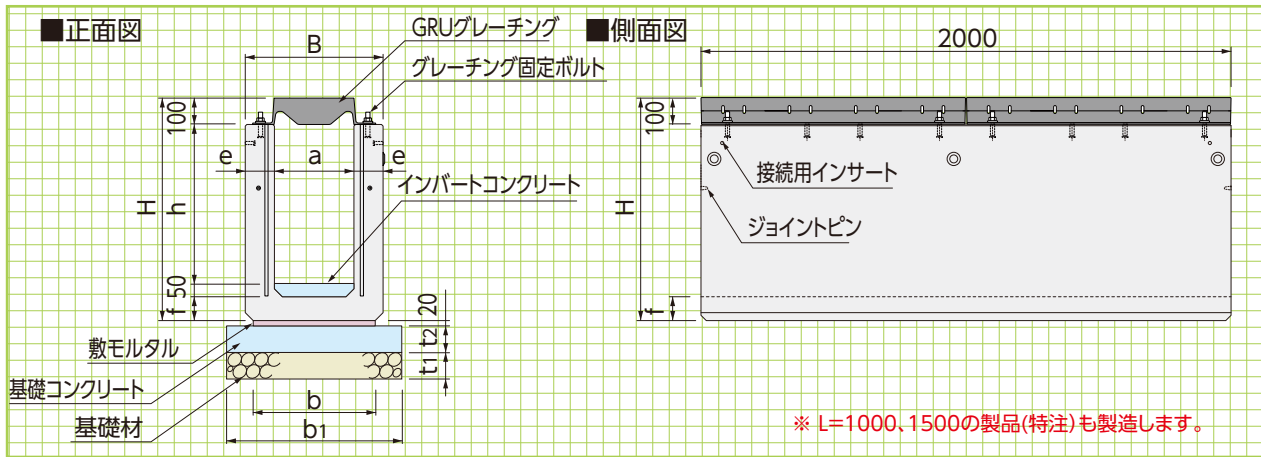 ■正面図
GRUグレーチング
B
グレーチング固定ボルト
100
e
a
e
H
h
インバートコンクリート
50
f
20
敷モルタル
t2
基礎コンクリート
t1
基礎材
b
b1
■側面図
2000
100
接続用インサート
H
ジョイントピン
f
※ L=1000、1500の製品(特注)も製造します。